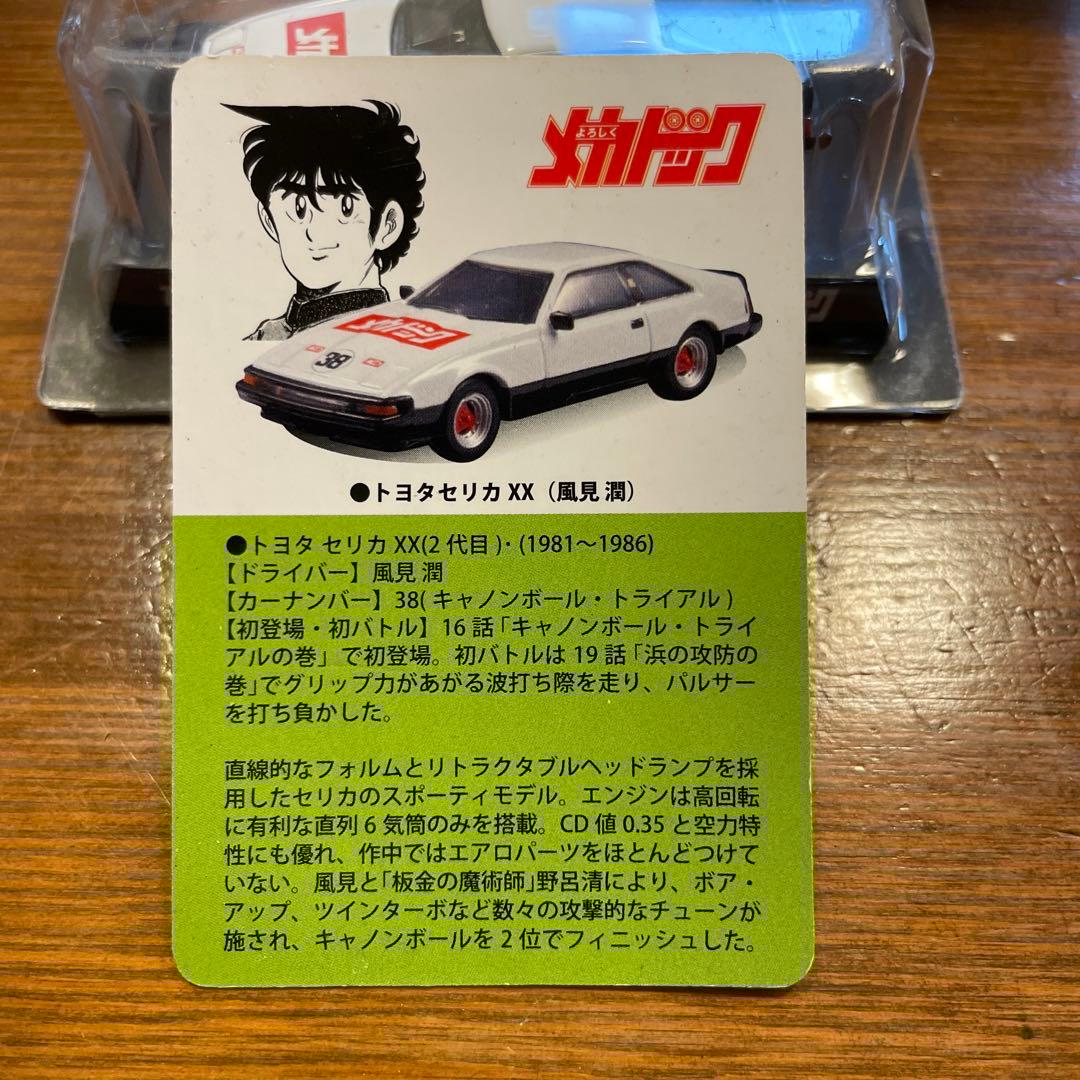 よろしく
メカドック
メカドック
38
●トヨタセリカ XX（風見 潤）
●トヨタ セリカ XX(2 代目 )・(1981〜1986)
【ドライバー】風見 潤
【カーナンバー】38( キャノンボール・トライアル )
【初登場・初バトル】16 話「キャノンボール・トライ
アルの巻」で初登場。初バトルは 19 話「浜の攻防の
巻」でグリップ力があがる波打ち際を走り、パルサー
を打ち負かした。
直線的なフォルムとリトラクタブルヘッドランプを採
用したセリカのスポーティモデル。エンジンは高回転
に有利な直列 6 気筒のみを搭載。CD 値 0.35 と空力特
性にも優れ、作中ではエアロパーツをほとんどつけて
いない。風見と「板金の魔術師」野呂清により、ボア・
アップ、ツインターボなど数々の攻撃的なチューンが
施され、キャノンボールを 2 位でフィニッシュした。